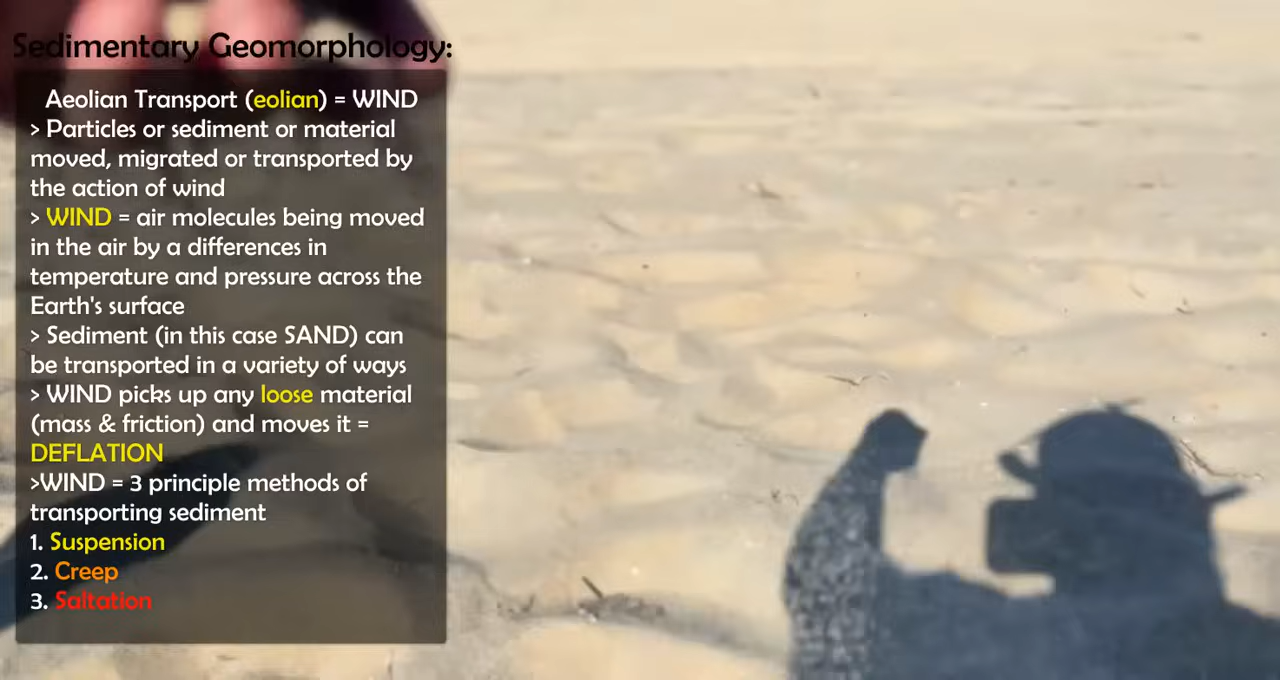 Sedimentary Geomorphology:
Aeolian Transport (eolian) = WIND
> Particles or sediment or material
moved, migrated or transported by
the action of wind
> WIND = air molecules being moved
in the air by a differences in
temperature and pressure across the
Earth's surface
> Sediment (in this case SAND) can
be transported in a variety of ways
> WIND picks up any loose material
(mass & friction) and moves it =
DEFLATION
>WIND = 3 principle methods of
transporting sediment
1. Suspension
2. Creep
3. Saltation